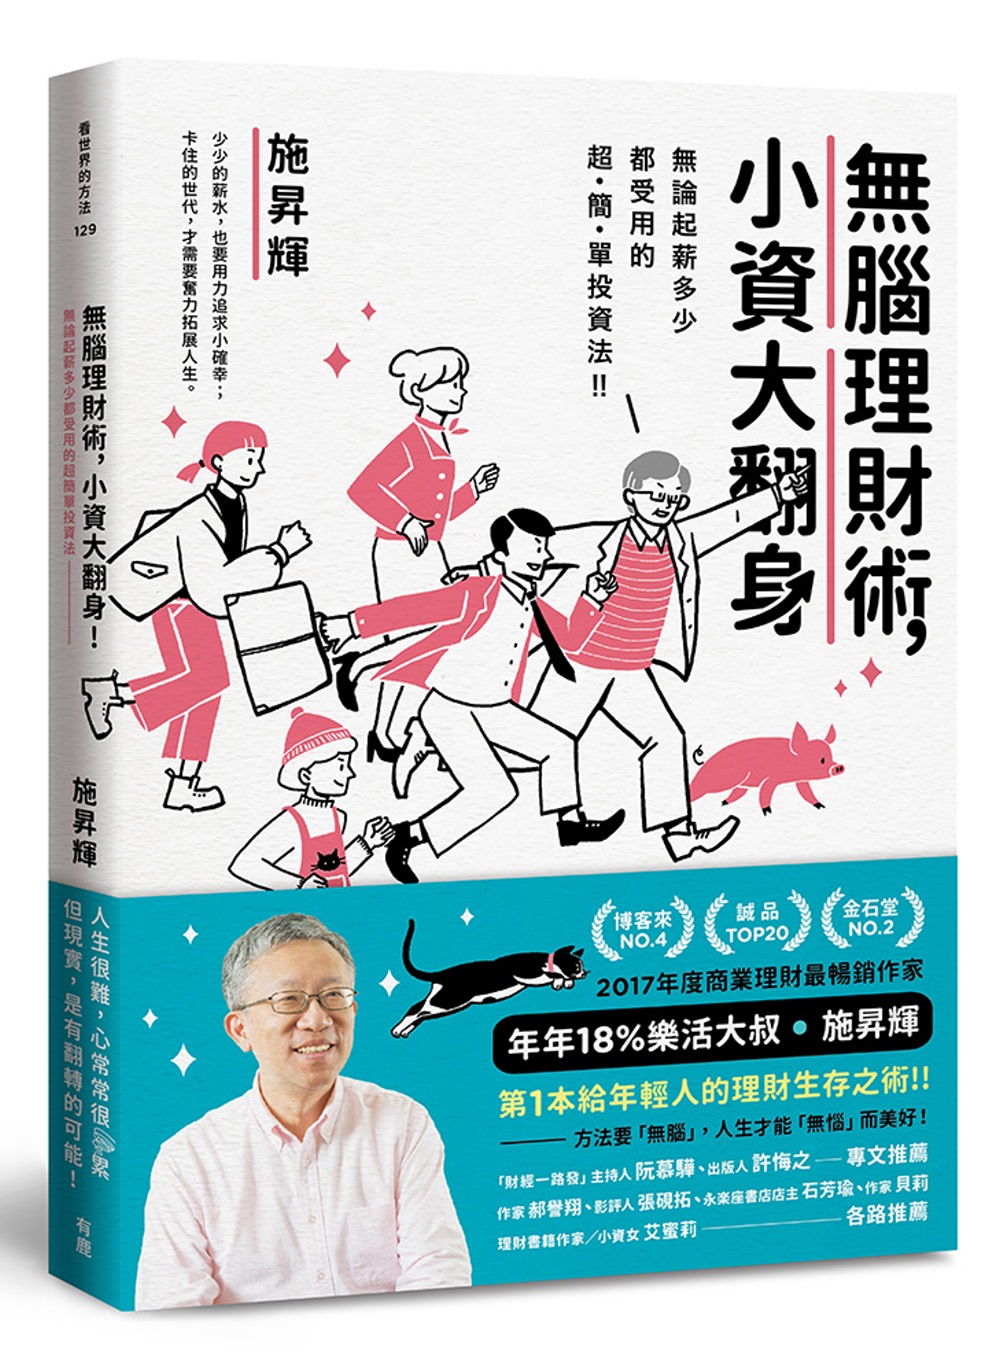 無腦理財術，
小資大翻身
無論起薪多少
都受用的
超・簡・單投資法!!
施昇輝
少少的薪水，也要用力追求小確幸；
卡住的世代，才需要奮力拓展人生。
看世界的方法
129
無腦理財術，小資大翻身！
無論起薪多少都受用的超簡單投資法
施昇輝
人生很難，心常常很累
但現實，是有翻轉的可能！
有鹿
博客來
NO.4
誠品
TOP20
金石堂
NO.2
2017年度商業理財最暢銷作家
年年18%樂活大叔・施昇輝
第1本給年輕人的理財生存之術!!
方法要「無腦」，人生才能「無惱」而美好！
「財經一路發」主持人 阮慕驊、出版人 許悔之——專文推薦
作家 郝譽翔、影評人 張硯拓、永楽座書店店主 石芳瑜、作家 貝莉
理財書籍作家／小資女 艾蜜莉——各路推薦